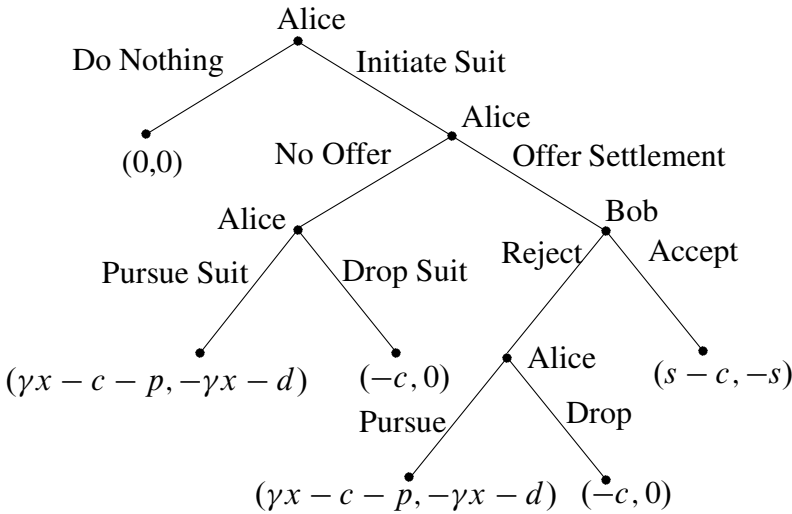 Alice
Do Nothing
Initiate Suit
Alice
(0,0)
No Offer
Offer Settlement
Alice
Bob
Pursue Suit
Drop Suit
Reject
Accept
(γx − c − p, −γx − d)
(−c, 0)
Alice
(s − c, −s)
Pursue
Drop
(γx − c − p, −γx − d)
(−c, 0)